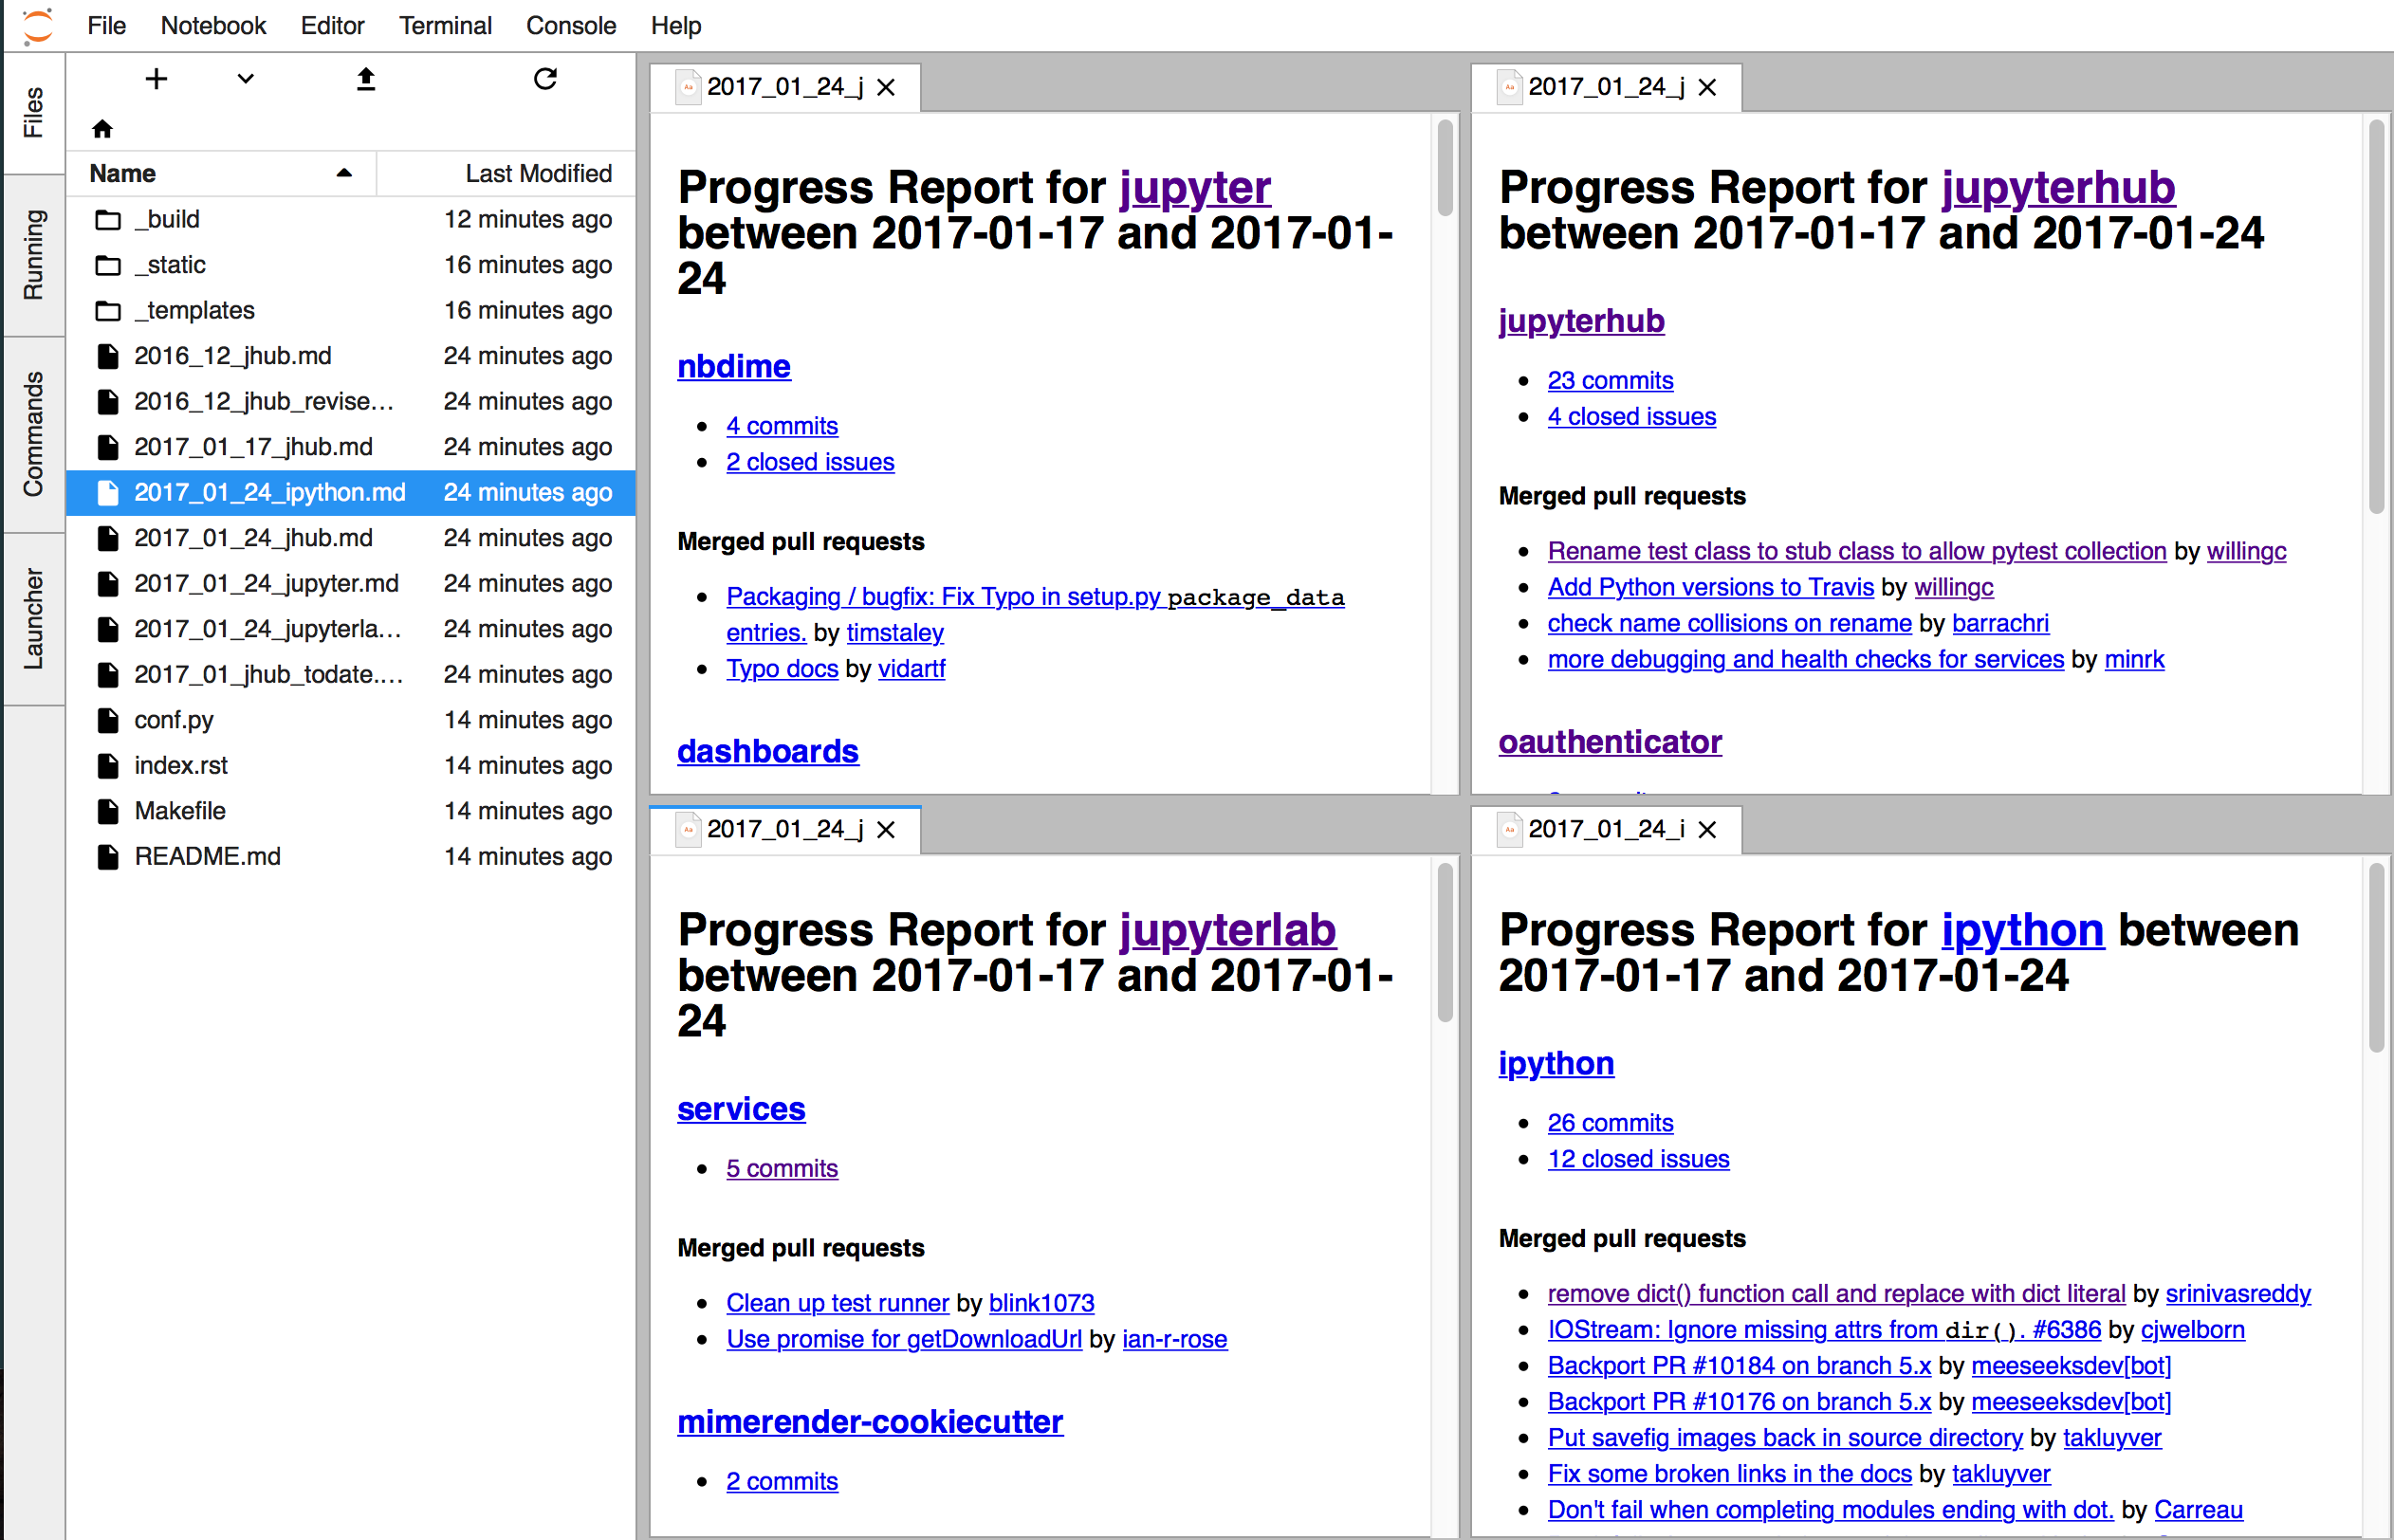 File Notebook Editor Terminal Console Help
Files
Running
Commands
Launcher
Name Last Modified
_build 12 minutes ago
_static 16 minutes ago
_templates 16 minutes ago
2016_12_jhub.md 24 minutes ago
2016_12_jhub_revise… 24 minutes ago
2017_01_17_jhub.md 24 minutes ago
2017_01_24_ipython.md 24 minutes ago
2017_01_24_jhub.md 24 minutes ago
2017_01_24_jupyter.md 24 minutes ago
2017_01_24_jupyterla… 24 minutes ago
2017_01_jhub_todate.… 24 minutes ago
conf.py 14 minutes ago
index.rst 14 minutes ago
Makefile 14 minutes ago
README.md 14 minutes ago
Aa 2017_01_24_j
Progress Report for jupyter
between 2017-01-17 and 2017-01-
24
nbdime
• 4 commits
• 2 closed issues
Merged pull requests
• Packaging / bugfix: Fix Typo in setup.py package_data
entries. by timstaley
• Typo docs by vidartf
dashboards
Aa 2017_01_24_j
Progress Report for jupyterhub
between 2017-01-17 and 2017-01-24
jupyterhub
• 23 commits
• 4 closed issues
Merged pull requests
• Rename test class to stub class to allow pytest collection by willingc
• Add Python versions to Travis by willingc
• check name collisions on rename by barrachri
• more debugging and health checks for services by minrk
oauthenticator
Aa 2017_01_24_j
Progress Report for jupyterlab
between 2017-01-17 and 2017-01-
24
services
• 5 commits
Merged pull requests
• Clean up test runner by blink1073
• Use promise for getDownloadUrl by ian-r-rose
mimerender-cookiecutter
• 2 commits
Aa 2017_01_24_i
Progress Report for ipython between
2017-01-17 and 2017-01-24
ipython
• 26 commits
• 12 closed issues
Merged pull requests
• remove dict() function call and replace with dict literal by srinivasreddy
• IOStream: Ignore missing attrs from dir(). #6386 by cjwelborn
• Backport PR #10184 on branch 5.x by meeseeksdev[bot]
• Backport PR #10176 on branch 5.x by meeseeksdev[bot]
• Put savefig images back in source directory by takluyver
• Fix some broken links in the docs by takluyver
• Don't fail when completing modules ending with dot. by Carreau